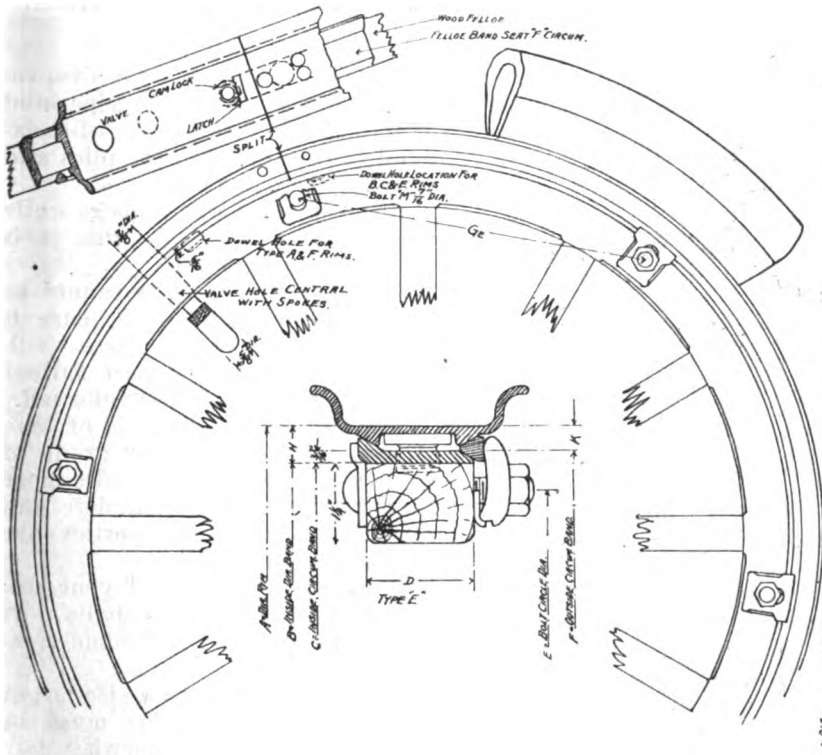 WOOD FELLOE
FELLOE BAND SEAT "F" CIRCUM.
CAM LOCK
VALVE
LATCH
SPLIT
DOWEL HOLE LOCATION FOR
B.C.& E. RIMS
BOLT "M" 7/16 DIA.
GE
DOWEL HOLE FOR
TYPE A & F RIMS.
DIA.
VALVE HOLE CENTRAL
WITH SPOKES.
DIA.
H
K
D
TYPE "E"
B=INSIDE DIA. BAND
C=INSIDE CIRCUM. BAND
E=BOLT CIRCLE DIA.
F=OUTSIDE CIRCUM. BAND